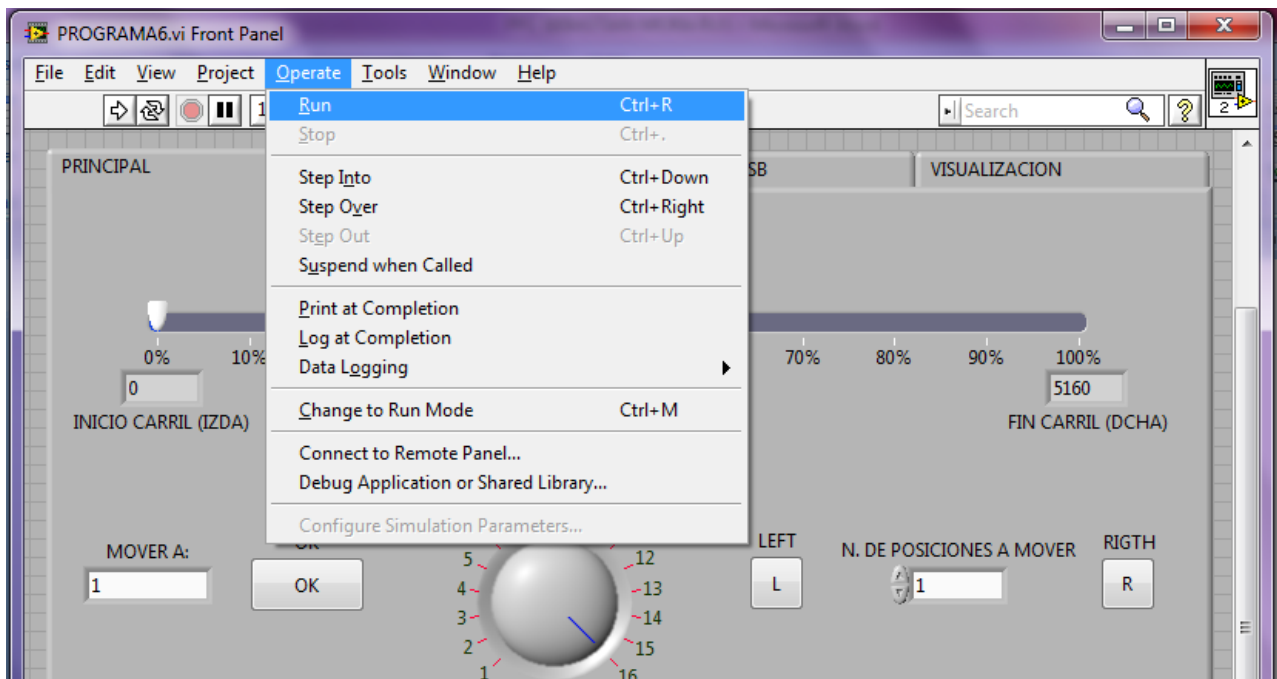 PROGRAMA6.vi Front Panel
File Edit View Project Operate Tools Window Help
1
Search
2
Run Ctrl+R
Stop Ctrl+.
Step Into Ctrl+Down
Step Over Ctrl+Right
Step Out Ctrl+Up
Suspend when Called
Print at Completion
Log at Completion
Data Logging
Change to Run Mode Ctrl+M
Connect to Remote Panel...
Debug Application or Shared Library...
Configure Simulation Parameters...
PRINCIPAL SB VISUALIZACION
0% 10% 70% 80% 90% 100%
0 5160
INICIO CARRIL (IZDA) FIN CARRIL (DCHA)
MOVER A:
1
OK
5 12
4 13
3 14
2 15
1 16
LEFT N. DE POSICIONES A MOVER RIGTH
L 1 R